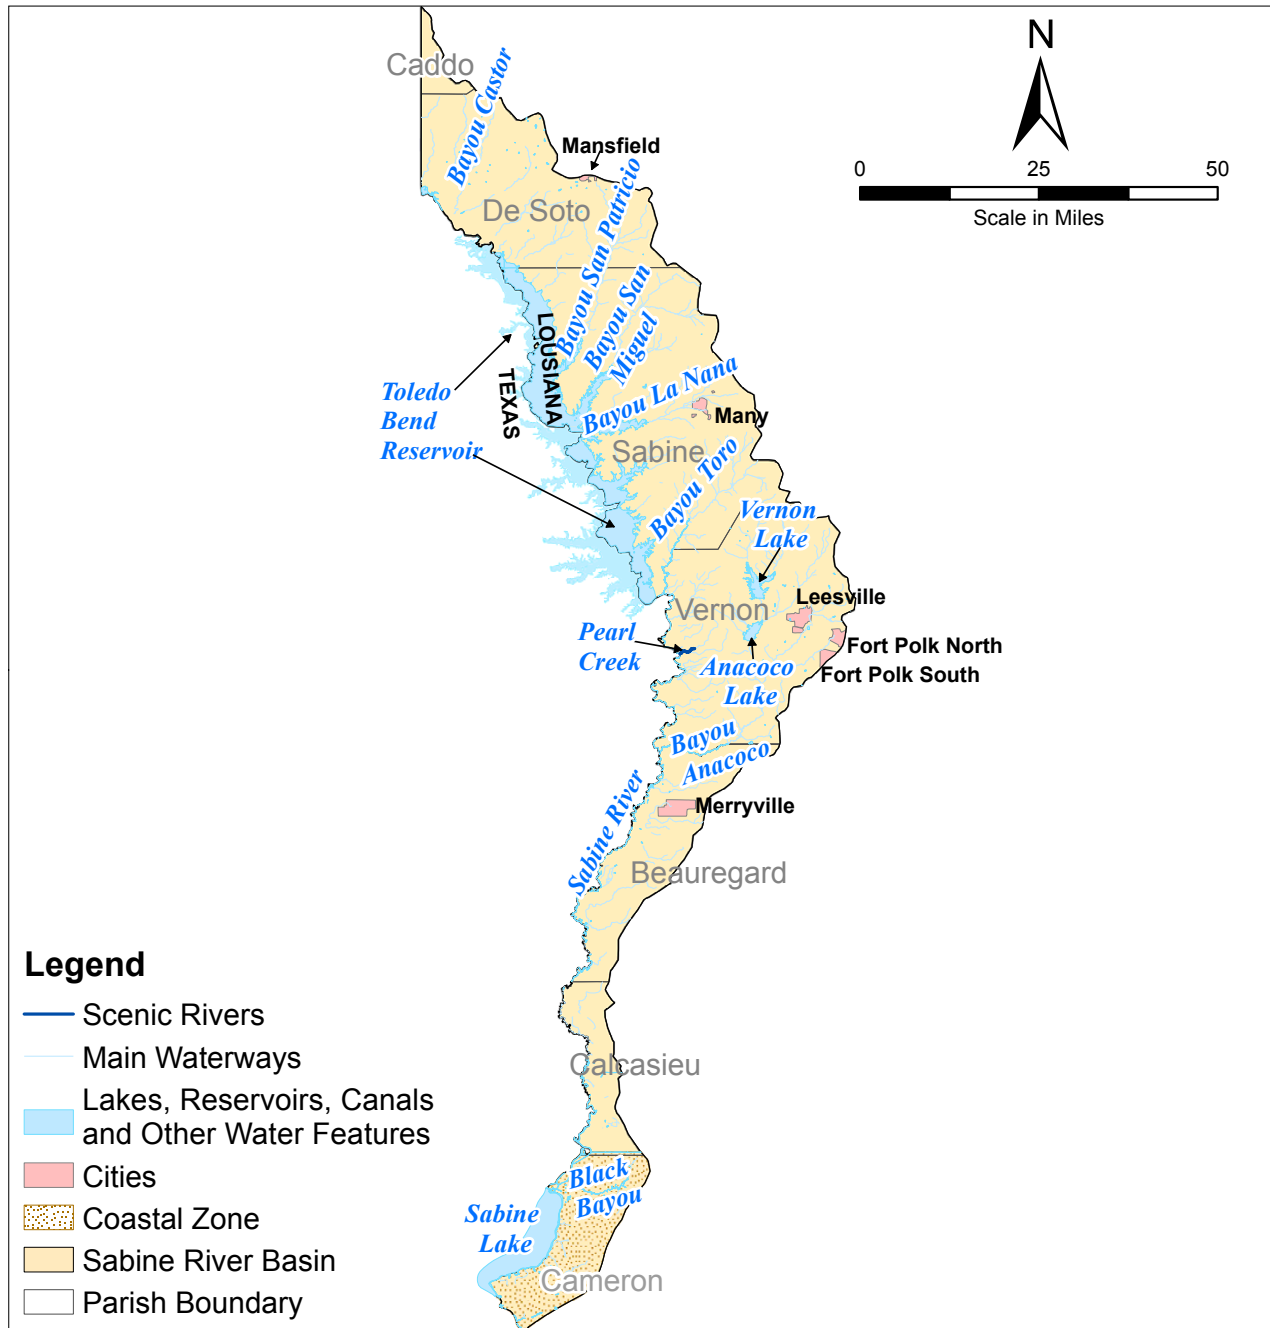 Caddo
Bayou Castor
N
Mansfield
0 25 50
Scale in Miles
De Soto
Bayou San Patricio
Bayou San
Miguel
LOUSIANA
TEXAS
Toledo
Bend
Reservoir
Bayou La Nana
Many
Sabine
Bayou Toro
Vernon
Lake
Leesville
Vernon
Pearl
Creek
Fort Polk North
Fort Polk South
Anacoco
Lake
Bayou
Anacoco
Sabine River
Merryville
Beauregard
Legend
Scenic Rivers
Main Waterways
Lakes, Reservoirs, Canals
and Other Water Features
Cities
Coastal Zone
Sabine River Basin
Parish Boundary
Calcasieu
Black
Bayou
Sabine
Lake
Cameron